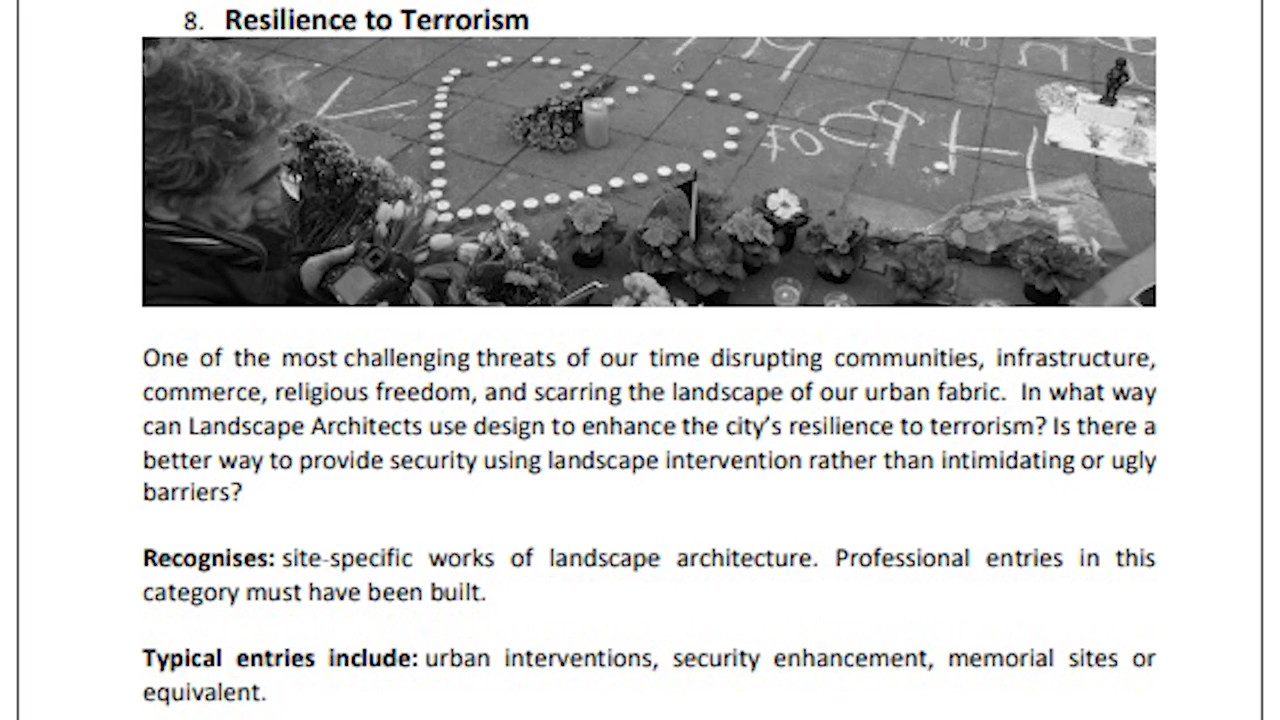 8. Resilience to Terrorism
One of the most challenging threats of our time disrupting communities, infrastructure,
commerce, religious freedom, and scarring the landscape of our urban fabric. In what way
can Landscape Architects use design to enhance the city’s resilience to terrorism? Is there a
better way to provide security using landscape intervention rather than intimidating or ugly
barriers?
Recognises: site-specific works of landscape architecture. Professional entries in this
category must have been built.
Typical entries include: urban interventions, security enhancement, memorial sites or
equivalent.